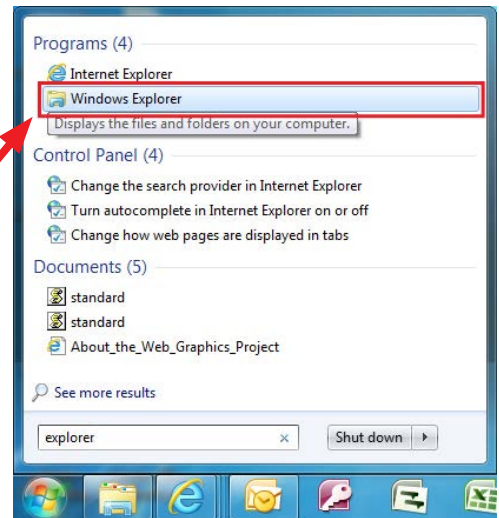 Programs (4)
Internet Explorer
Windows Explorer
Displays the files and folders on your computer.
Control Panel (4)
Change the search provider in Internet Explorer
Turn autocomplete in Internet Explorer on or off
Change how web pages are displayed in tabs
Documents (5)
standard
standard
About_the_Web_Graphics_Project
See more results
explorer × Shut down